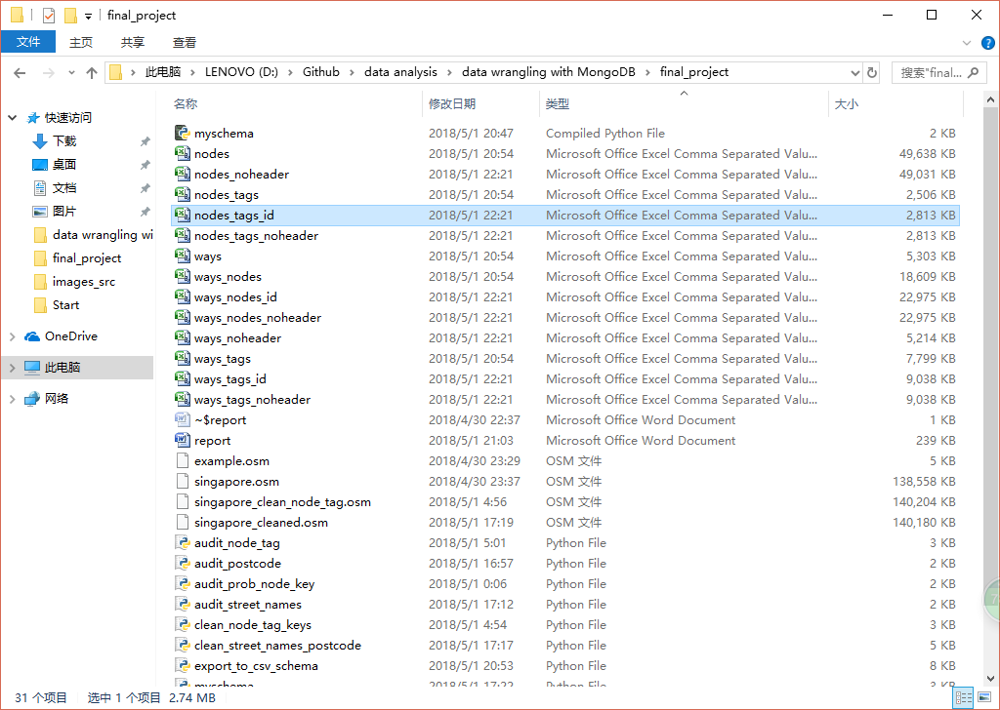 final_project
文件 主页 共享 查看
此电脑 LENOVO (D:) Github data analysis data wrangling with MongoDB final_project 搜索"final...
名称 修改日期 类型 大小
快速访问
下载
桌面
文档
图片
data wrangling wi
final_project
images_src
Start
OneDrive
此电脑
网络
myschema 2018/5/1 20:47 Compiled Python File 2 KB
nodes 2018/5/1 20:54 Microsoft Office Excel Comma Separated Valu... 49,638 KB
nodes_noheader 2018/5/1 22:21 Microsoft Office Excel Comma Separated Valu... 49,031 KB
nodes_tags 2018/5/1 20:54 Microsoft Office Excel Comma Separated Valu... 2,506 KB
nodes_tags_id 2018/5/1 22:21 Microsoft Office Excel Comma Separated Valu... 2,813 KB
nodes_tags_noheader 2018/5/1 22:21 Microsoft Office Excel Comma Separated Valu... 2,813 KB
ways 2018/5/1 20:54 Microsoft Office Excel Comma Separated Valu... 5,303 KB
ways_nodes 2018/5/1 20:54 Microsoft Office Excel Comma Separated Valu... 18,609 KB
ways_nodes_id 2018/5/1 22:21 Microsoft Office Excel Comma Separated Valu... 22,975 KB
ways_nodes_noheader 2018/5/1 22:21 Microsoft Office Excel Comma Separated Valu... 22,975 KB
ways_noheader 2018/5/1 22:21 Microsoft Office Excel Comma Separated Valu... 5,214 KB
ways_tags 2018/5/1 20:54 Microsoft Office Excel Comma Separated Valu... 7,799 KB
ways_tags_id 2018/5/1 22:21 Microsoft Office Excel Comma Separated Valu... 9,038 KB
ways_tags_noheader 2018/5/1 22:21 Microsoft Office Excel Comma Separated Valu... 9,038 KB
~$report 2018/4/30 22:37 Microsoft Office Word Document 1 KB
report 2018/5/1 21:03 Microsoft Office Word Document 239 KB
example.osm 2018/4/30 23:29 OSM 文件 5 KB
singapore.osm 2018/4/30 23:37 OSM 文件 138,558 KB
singapore_clean_node_tag.osm 2018/5/1 4:56 OSM 文件 140,204 KB
singapore_cleaned.osm 2018/5/1 17:19 OSM 文件 140,180 KB
audit_node_tag 2018/5/1 5:01 Python File 3 KB
audit_postcode 2018/5/1 16:57 Python File 2 KB
audit_prob_node_key 2018/5/1 0:06 Python File 2 KB
audit_street_names 2018/5/1 17:12 Python File 2 KB
clean_node_tag_keys 2018/5/1 4:54 Python File 3 KB
clean_street_names_postcode 2018/5/1 17:17 Python File 5 KB
export_to_csv_schema 2018/5/1 20:53 Python File 8 KB
myschema 2018/5/1 17:22 Python File 3 KB
31 个项目 选中 1 个项目 2.74 MB